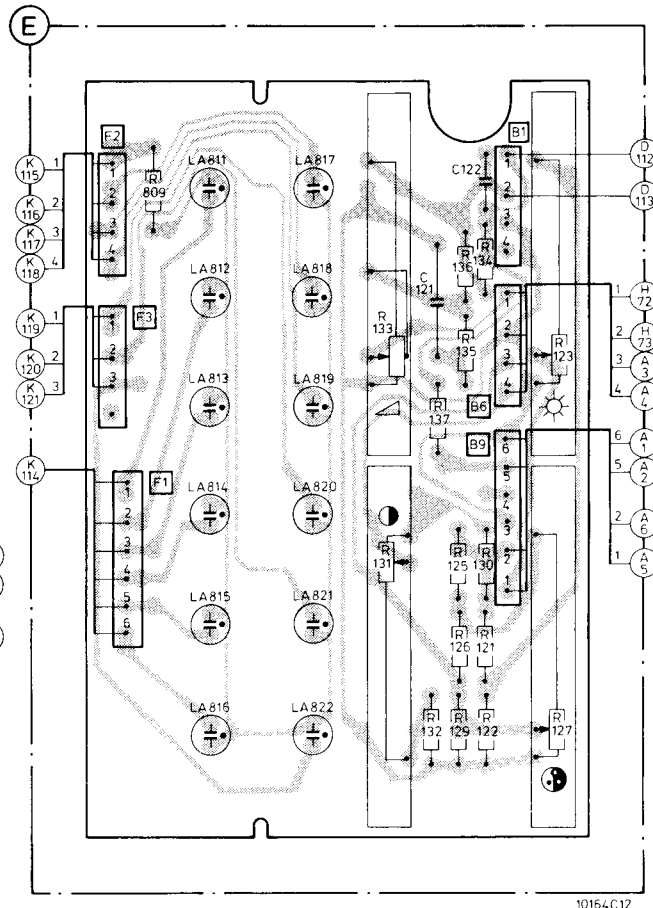 E
F2
B1
K 115
1
K 116
2
K 117
3
K 118
4
1
2
3
4
R 809
LA811
LA817
C122
1
2
3
4
D 112
D 113
LA812
LA818
R 136
R 134
C 121
K 119
1
K 120
2
K 121
3
1
2
3
F3
R 133
R 135
1
2
3
4
R 123
1
H 72
2
H 73
3
A 3
4
A 4
LA813
LA819
R 137
B6
B9
K 114
F1
1
2
3
4
5
6
LA814
LA820
6
5
4
3
2
1
6
A 1
5
A 2
2
A 6
1
A 5
R 131
R 125
R 130
LA815
LA821
R 126
R 121
LA816
LA822
R 132
R 129
R 122
R 127
10164C12